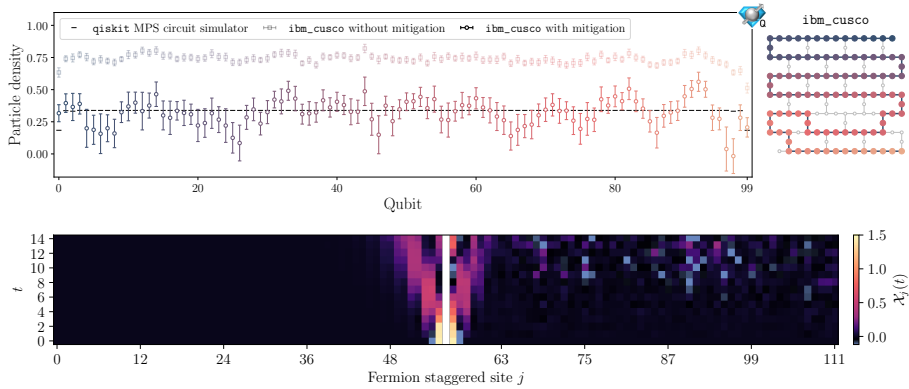 qiskit MPS circuit simulator
ibm_cusco without mitigation
ibm_cusco with mitigation
Q
ibm_cusco
Particle density
1.00
0.75
0.50
0.25
0.00
0 20 40 60 80 99
Qubit
t
14
12
10
8
6
4
2
0
0 12 24 36 48 63 75 87 99 111
Fermion staggered site j
1.5
1.0
0.5
0.0
𝒳ⱼ(t)